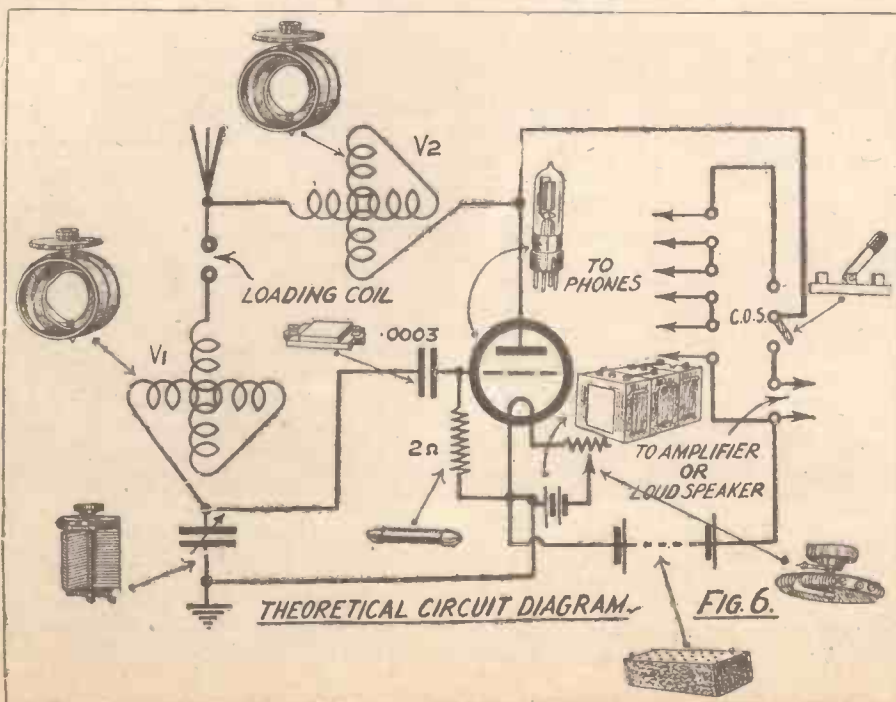 V2
LOADING COIL
V1
.0003
2Ω
TO
PHONES
C.O.S.
TO AMPLIFIER
OR
LOUD SPEAKER
THEORETICAL CIRCUIT DIAGRAM
FIG. 6.